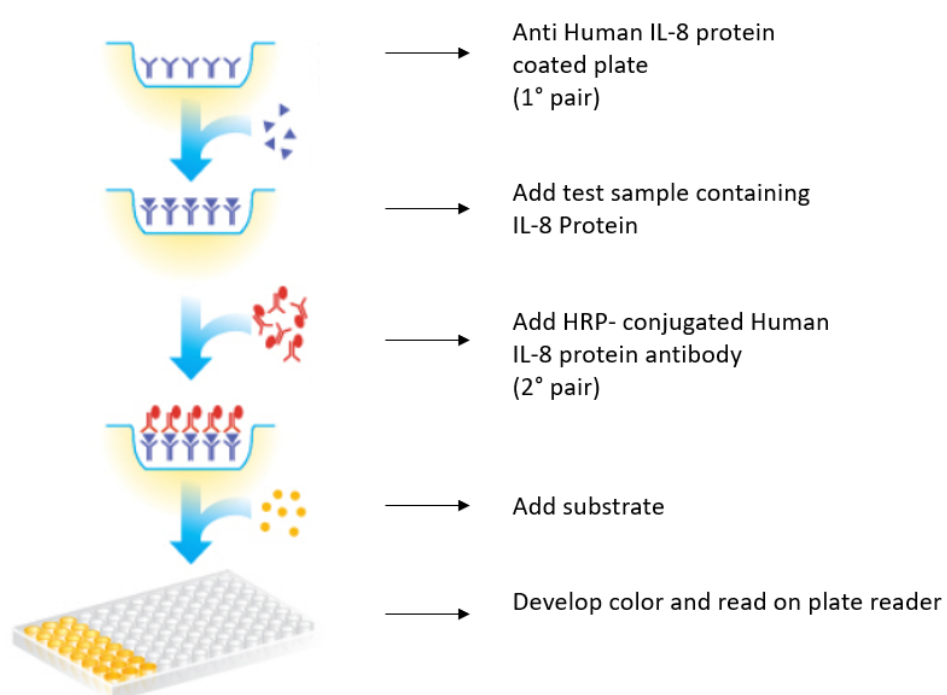 Anti Human IL-8 protein
coated plate
(1° pair)
Add test sample containing
IL-8 Protein
Add HRP- conjugated Human
IL-8 protein antibody
(2° pair)
Add substrate
Develop color and read on plate reader